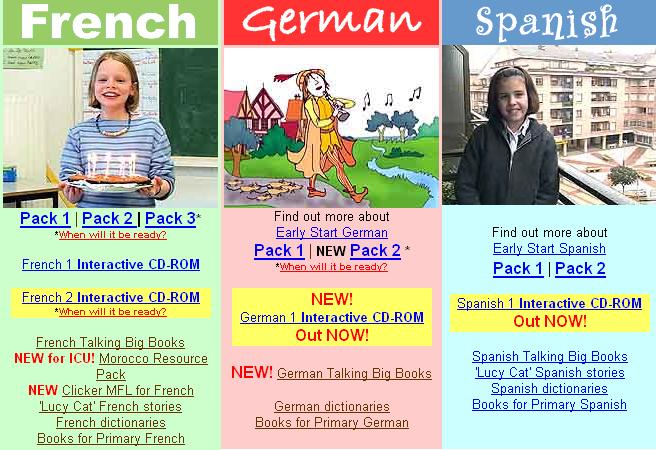 French
Pack 1 | Pack 2 | Pack 3*
*When will it be ready?
French 1 Interactive CD-ROM
French 2 Interactive CD-ROM
*When will it be ready?
French Talking Big Books
NEW for ICU! Morocco Resource
Pack
NEW Clicker MFL for French
'Lucy Cat' French stories
French dictionaries
Books for Primary French
German
Find out more about
Early Start German
Pack 1 | NEW Pack 2 *
*When will it be ready?
NEW!
German 1 Interactive CD-ROM
Out NOW!
NEW! German Talking Big Books
German dictionaries
Books for Primary German
Spanish
Find out more about
Early Start Spanish
Pack 1 | Pack 2
Spanish 1 Interactive CD-ROM
Out NOW!
Spanish Talking Big Books
'Lucy Cat' Spanish stories
Spanish dictionaries
Books for Primary Spanish